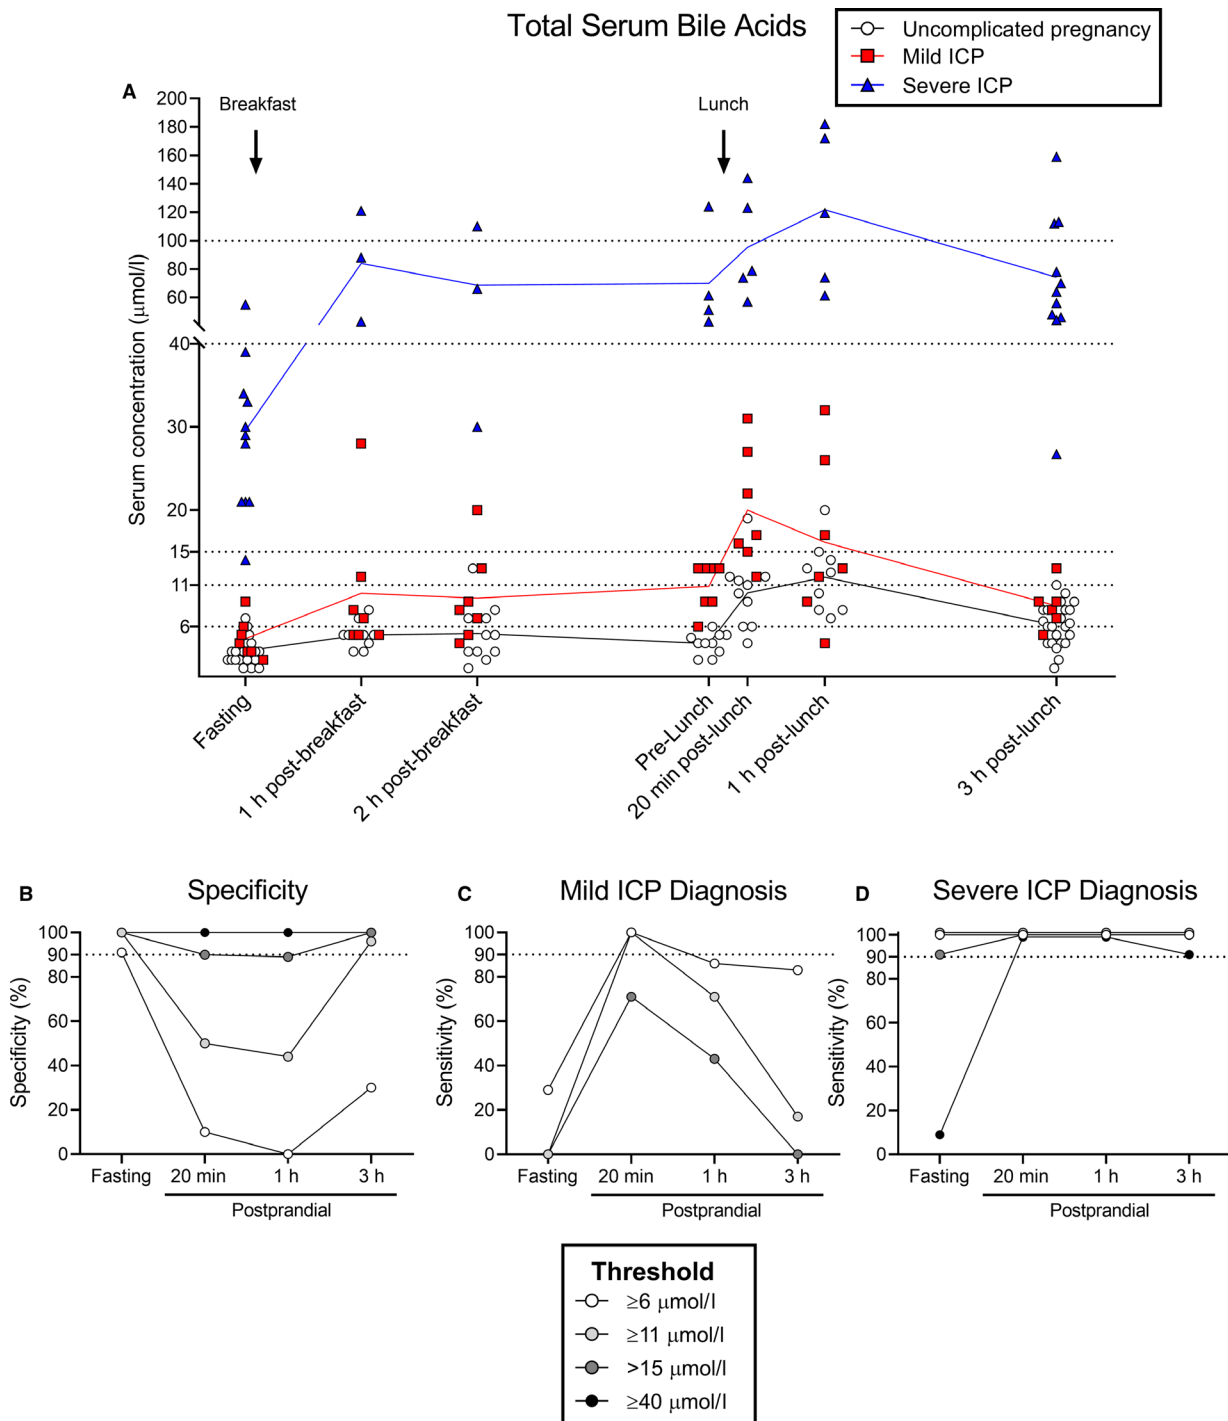 Total Serum Bile Acids
Uncomplicated pregnancy
Mild ICP
Severe ICP
A
Breakfast
Lunch
Serum concentration (μmol/l)
200
180
160
140
120
100
80
60
40
30
20
15
11
6
Fasting
1 h post-breakfast
2 h post-breakfast
Pre-Lunch
20 min post-lunch
1 h post-lunch
3 h post-lunch
B
Specificity
Specificity (%)
100
90
80
60
40
20
0
Fasting
20 min
1 h
3 h
Postprandial
C
Mild ICP Diagnosis
Sensitivity (%)
100
90
80
60
40
20
0
Fasting
20 min
1 h
3 h
Postprandial
D
Severe ICP Diagnosis
Sensitivity (%)
100
90
80
60
40
20
0
Fasting
20 min
1 h
3 h
Postprandial
Threshold
≥6 μmol/l
≥11 μmol/l
>15 μmol/l
≥40 μmol/l